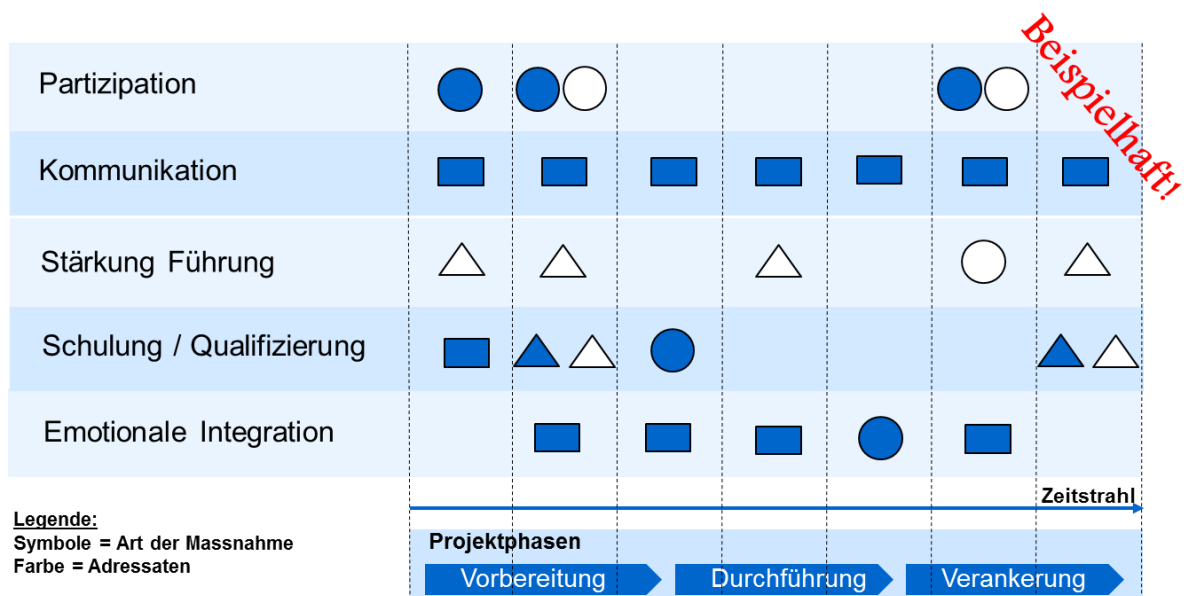 Beispielhaft!
Partizipation
Kommunikation
Stärkung Führung
Schulung / Qualifizierung
Emotionale Integration
Zeitstrahl
Legende:
Symbole = Art der Massnahme
Farbe = Adressaten
Projektphasen
Vorbereitung
Durchführung
Verankerung